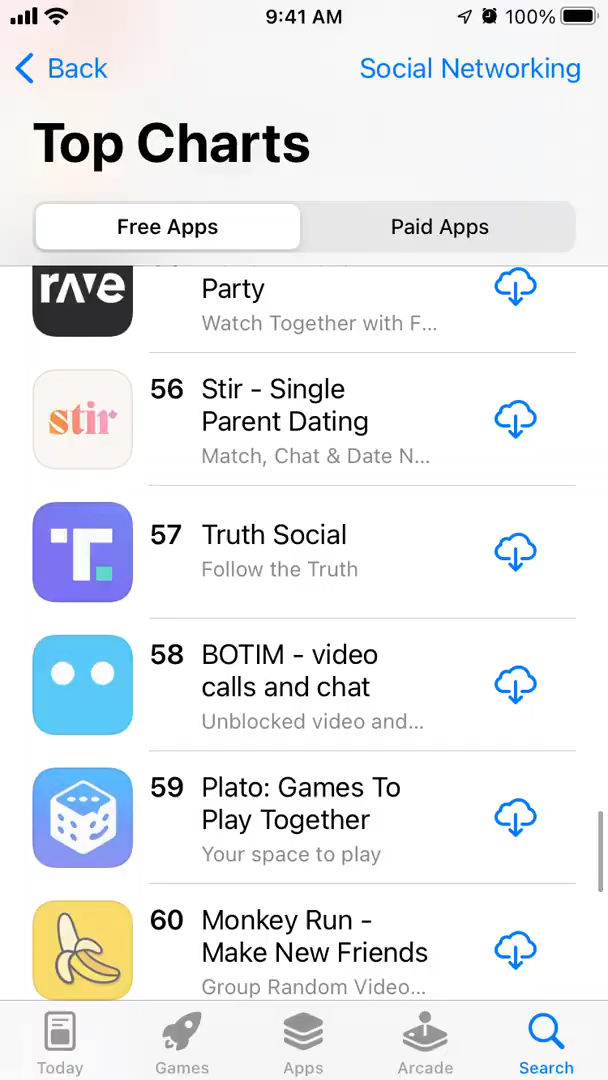 9:41 AM
100%
Back
Social Networking
Top Charts
Free Apps
Paid Apps
rave
Party
Watch Together with F...
stir
56 Stir - Single
Parent Dating
Match, Chat & Date N...
T.
57 Truth Social
Follow the Truth
58 BOTIM - video
calls and chat
Unblocked video and...
59 Plato: Games To
Play Together
Your space to play
60 Monkey Run -
Make New Friends
Group Random Video...
Today
Games
Apps
Arcade
Search